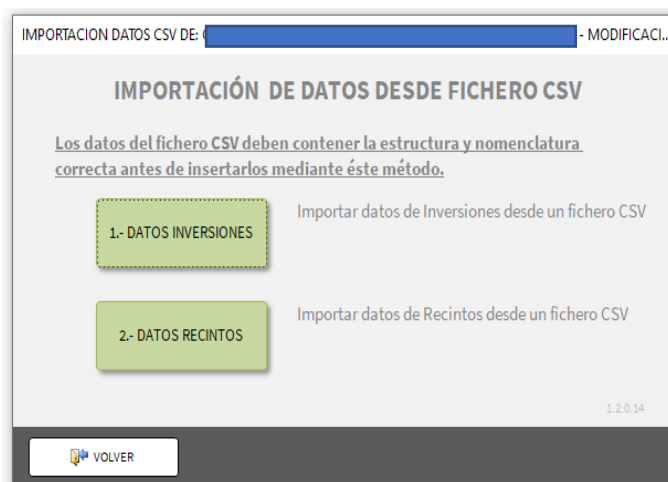 IMPORTACION DATOS CSV DE: - MODIFICACI..
IMPORTACIÓN DE DATOS DESDE FICHERO CSV
Los datos del fichero CSV deben contener la estructura y nomenclatura
correcta antes de insertarlos mediante éste método.
1.- DATOS INVERSIONES
Importar datos de Inversiones desde un fichero CSV
2.- DATOS RECINTOS
Importar datos de Recintos desde un fichero CSV
1.2.0.14
VOLVER